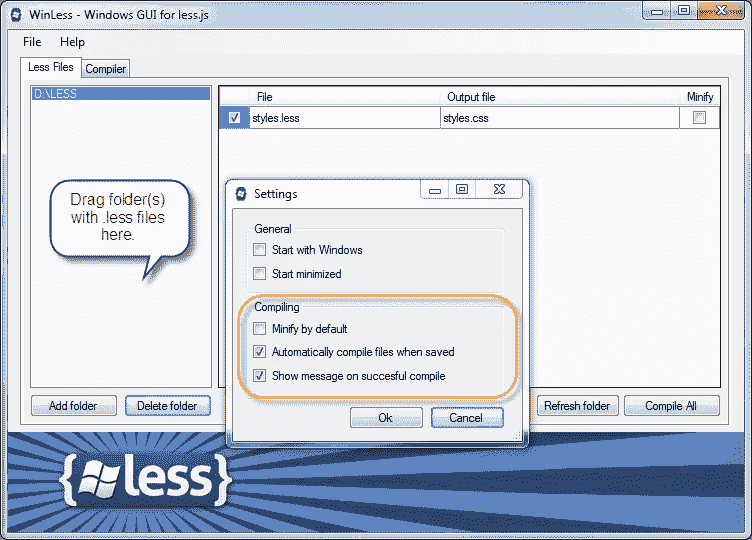 WinLess - Windows GUI for less.js
File Help
Less Files Compiler
D:\LESS
File Output file Minify
styles.less styles.css
Drag folder(s)
with .less files
here.
Settings
General
Start with Windows
Start minimized
Compiling
Minify by default
Automatically compile files when saved
Show message on succesful compile
Ok Cancel
Add folder Delete folder Refresh folder Compile All
{less}